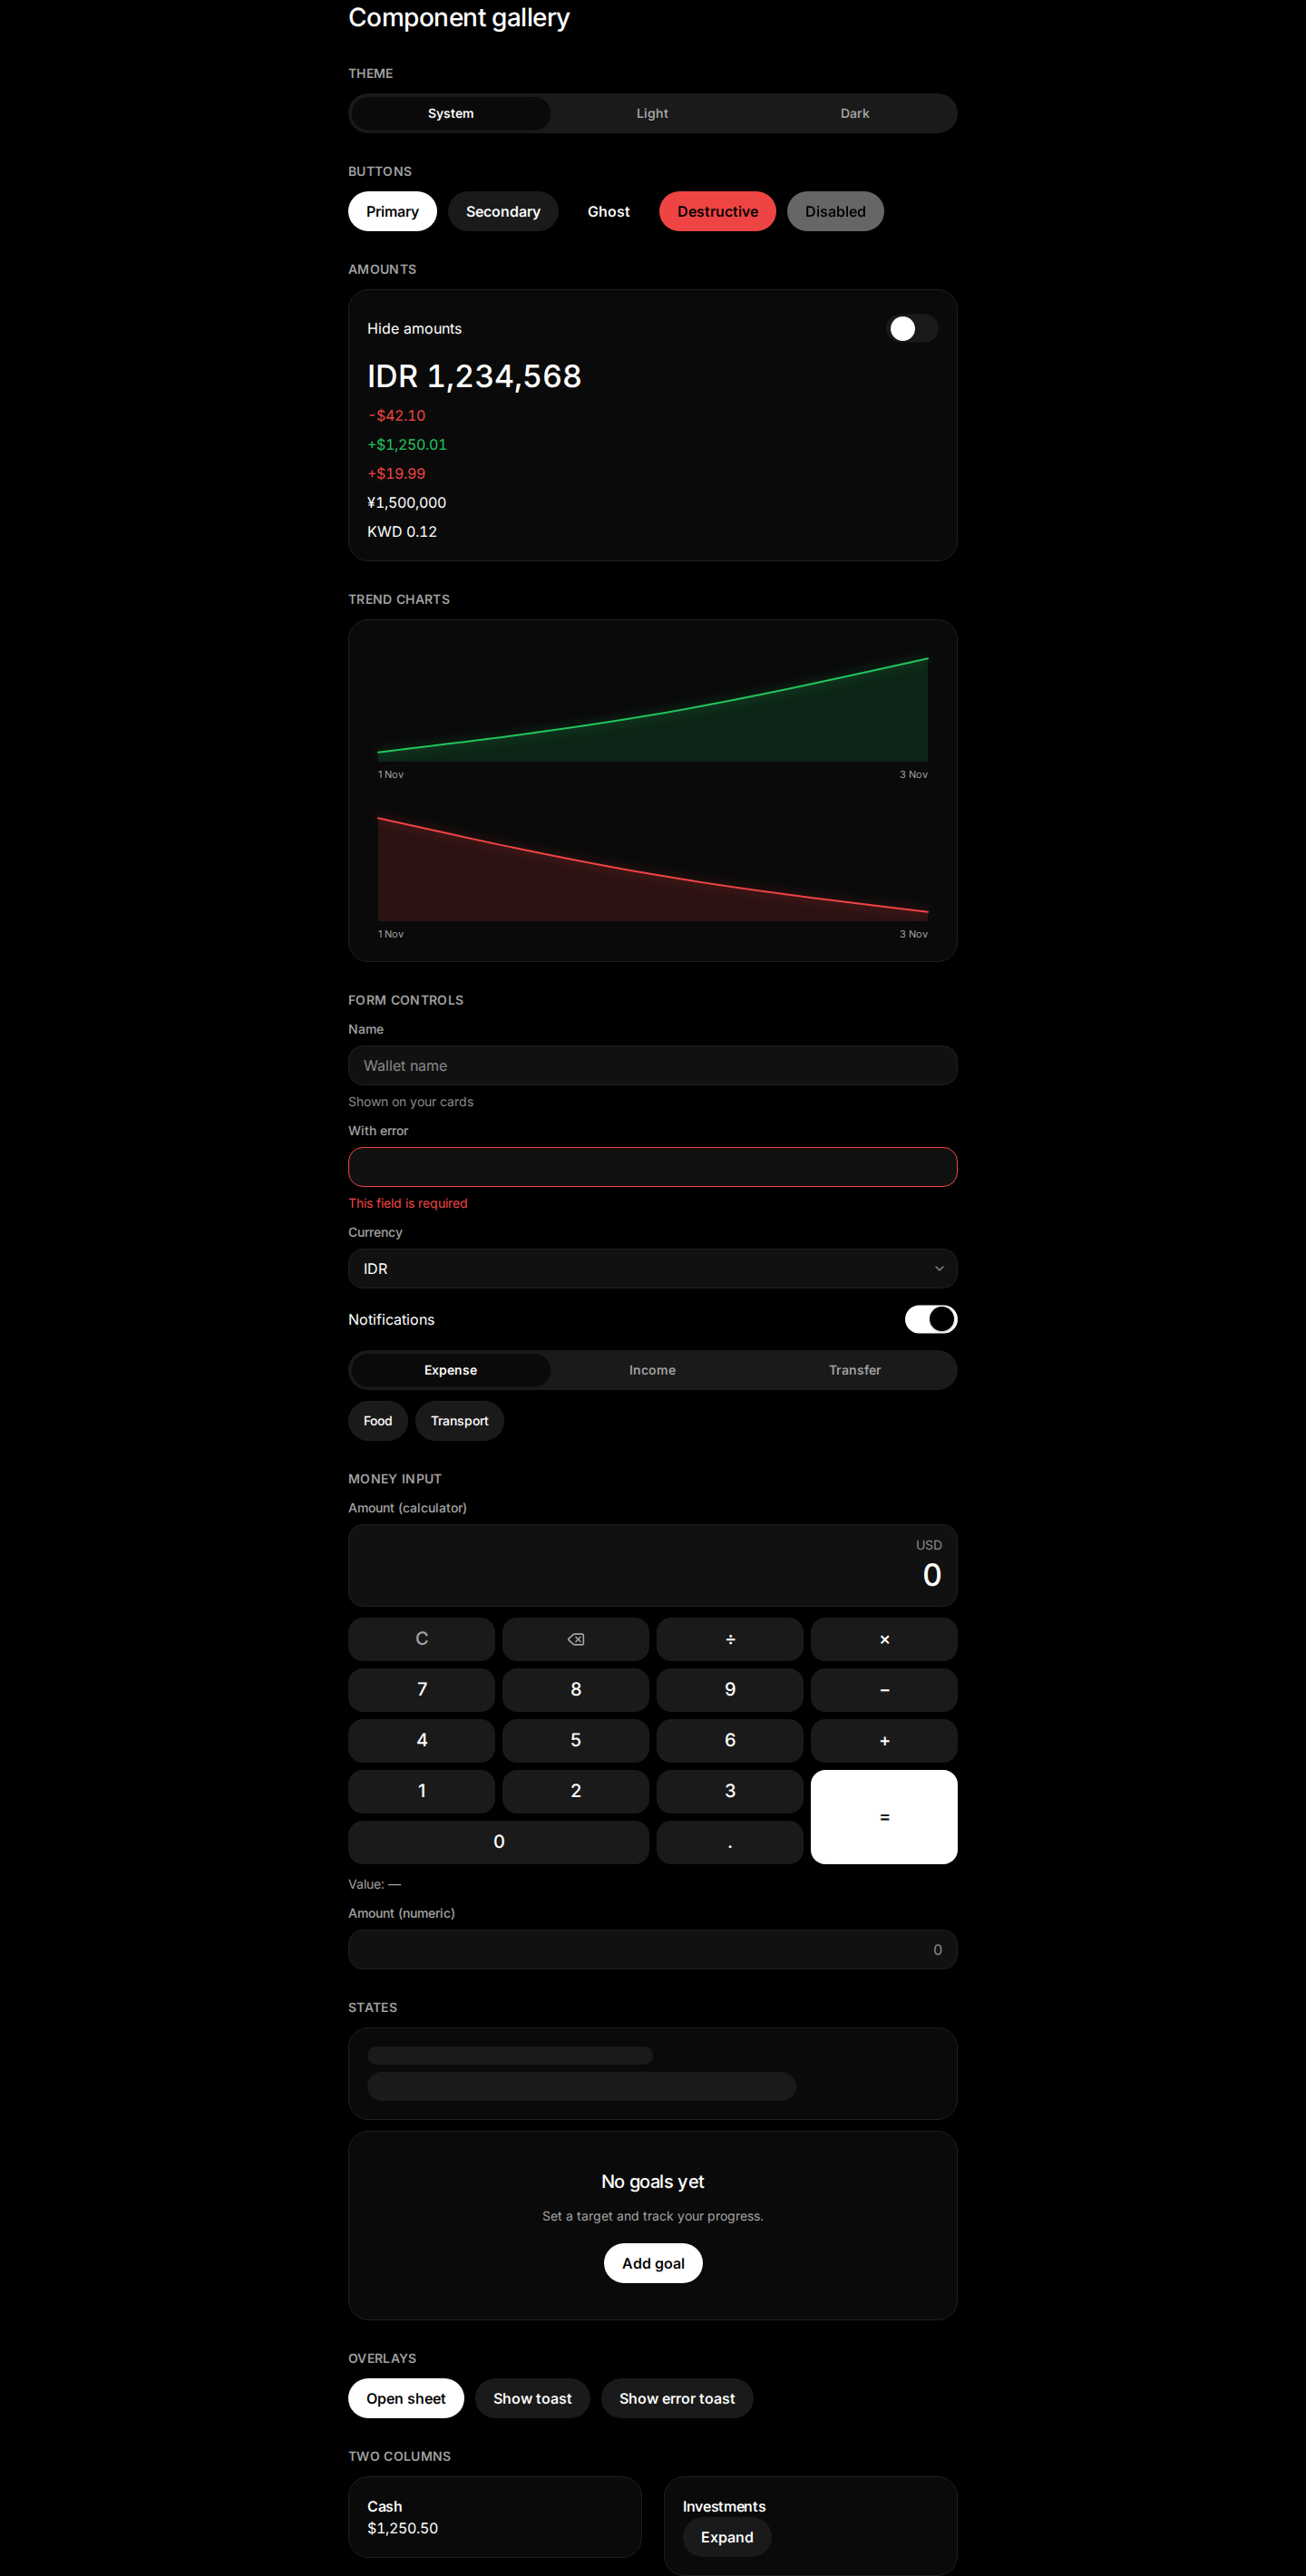 Component gallery
THEME
System Light Dark
BUTTONS
Primary Secondary Ghost Destructive Disabled
AMOUNTS
Hide amounts
IDR 1,234,568
-$42.10
+$1,250.01
+$19.99
¥1,500,000
KWD 0.12
TREND CHARTS
1 Nov 3 Nov
1 Nov 3 Nov
FORM CONTROLS
Name
Wallet name
Shown on your cards
With error
This field is required
Currency
IDR
Notifications
Expense Income Transfer
Food Transport
MONEY INPUT
Amount (calculator)
USD
0
C ÷ ×
7 8 9 −
4 5 6 +
1 2 3
=
0 .
Value: —
Amount (numeric)
0
STATES
No goals yet
Set a target and track your progress.
Add goal
OVERLAYS
Open sheet Show toast Show error toast
TWO COLUMNS
Cash
$1,250.50
Investments
Expand